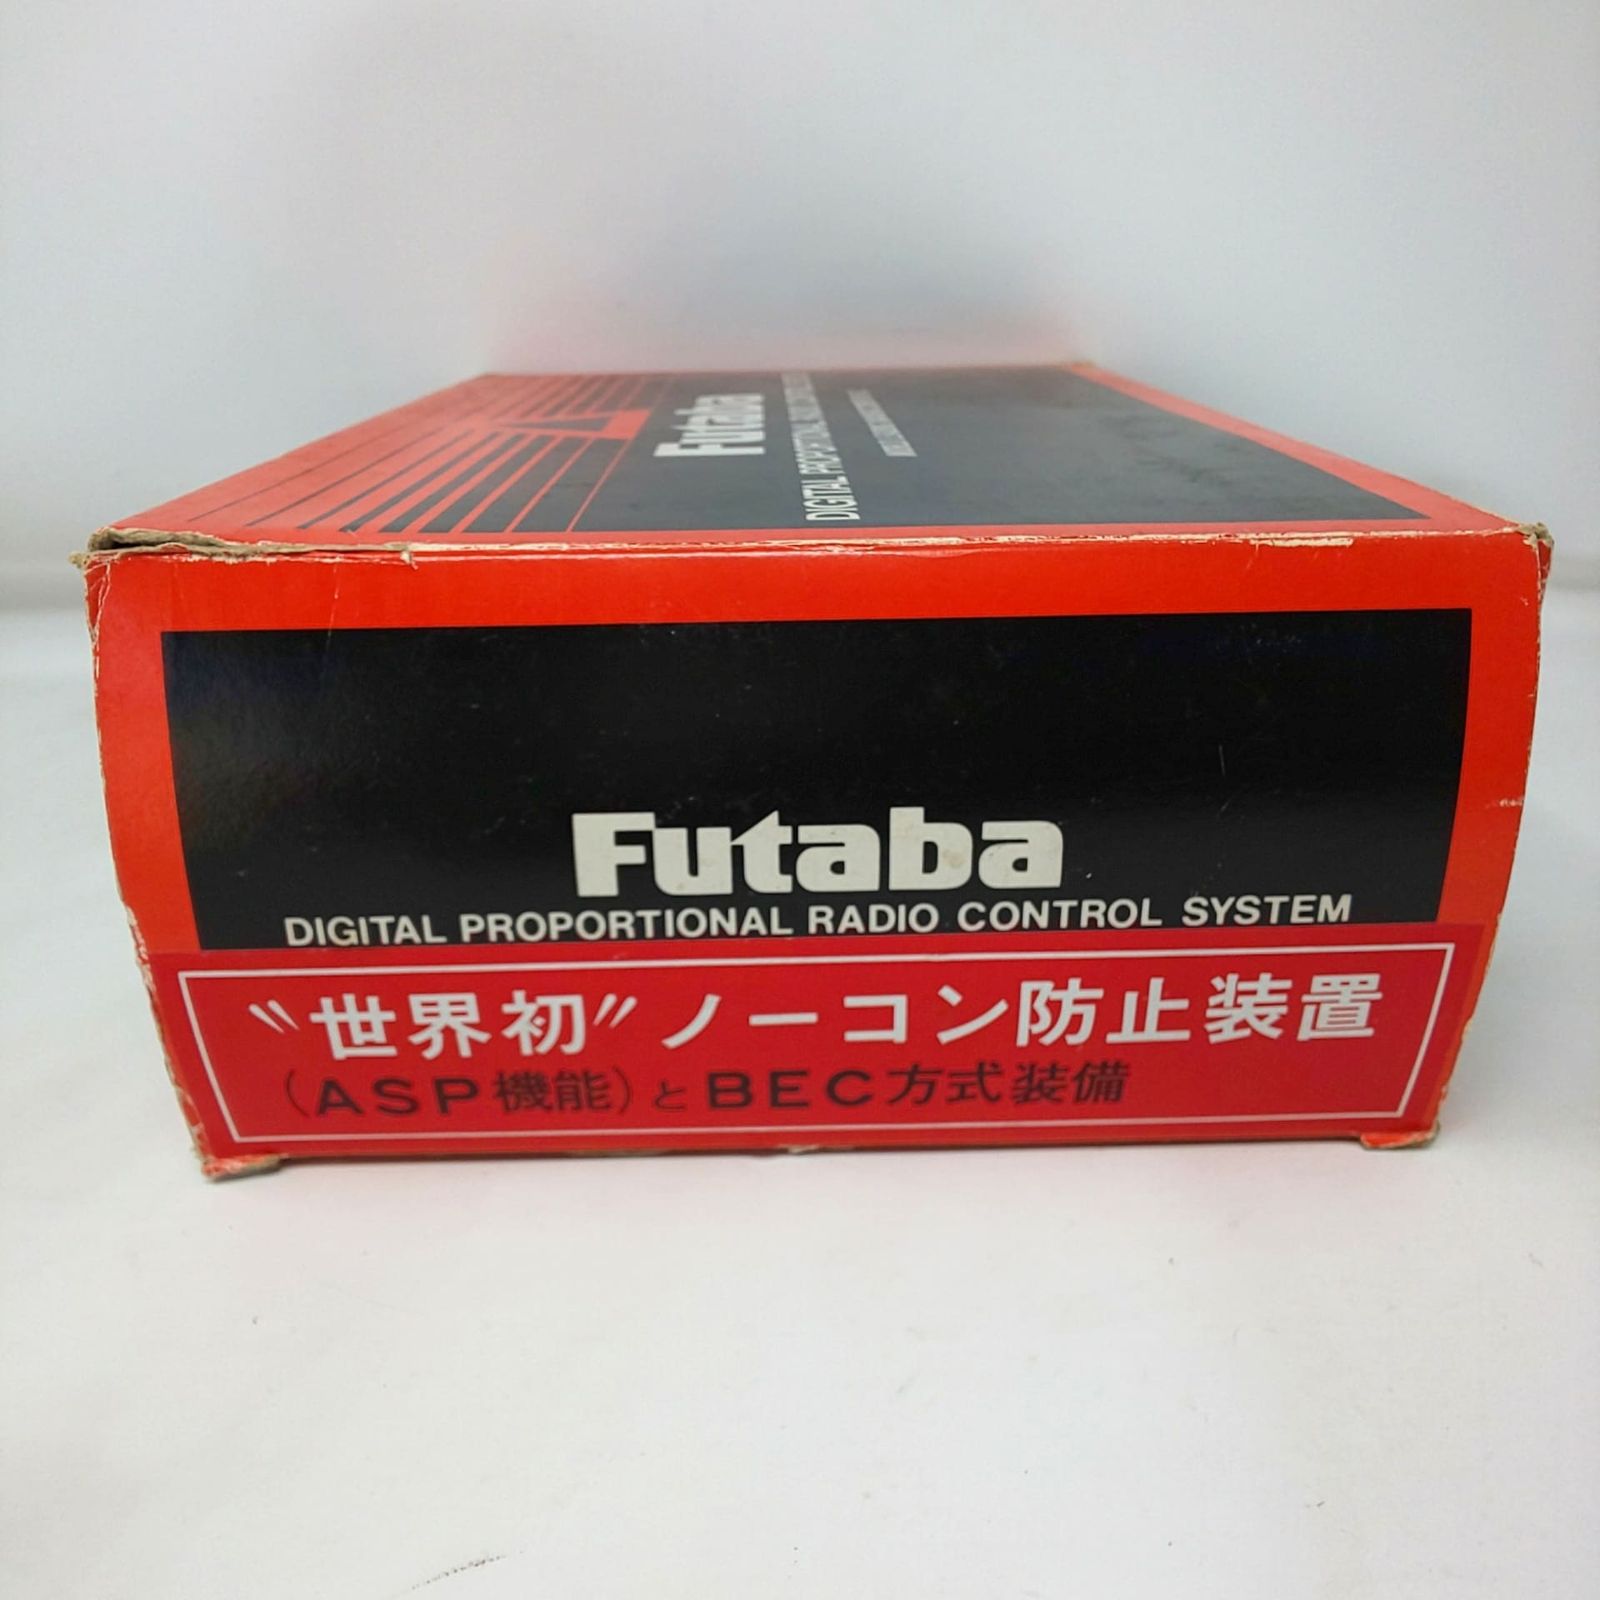 Futaba
DIGITAL PROPORTIONAL RADIO CONTROL
Futaba
DIGITAL PROPORTIONAL RADIO CONTROL SYSTEM
〝世界初〞ノーコン防止装置
(ASP機能)とBEC方式装備